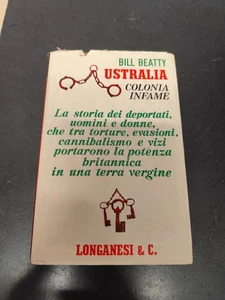 BILL BEATTY
USTRALIA
COLONIA
INFAME
La storia dei deportati,
uomini e donne,
che tra torture, evasioni,
cannibalismo e vizi
portarono la potenza
britannica
in una terra vergine
LONGANESI & C.